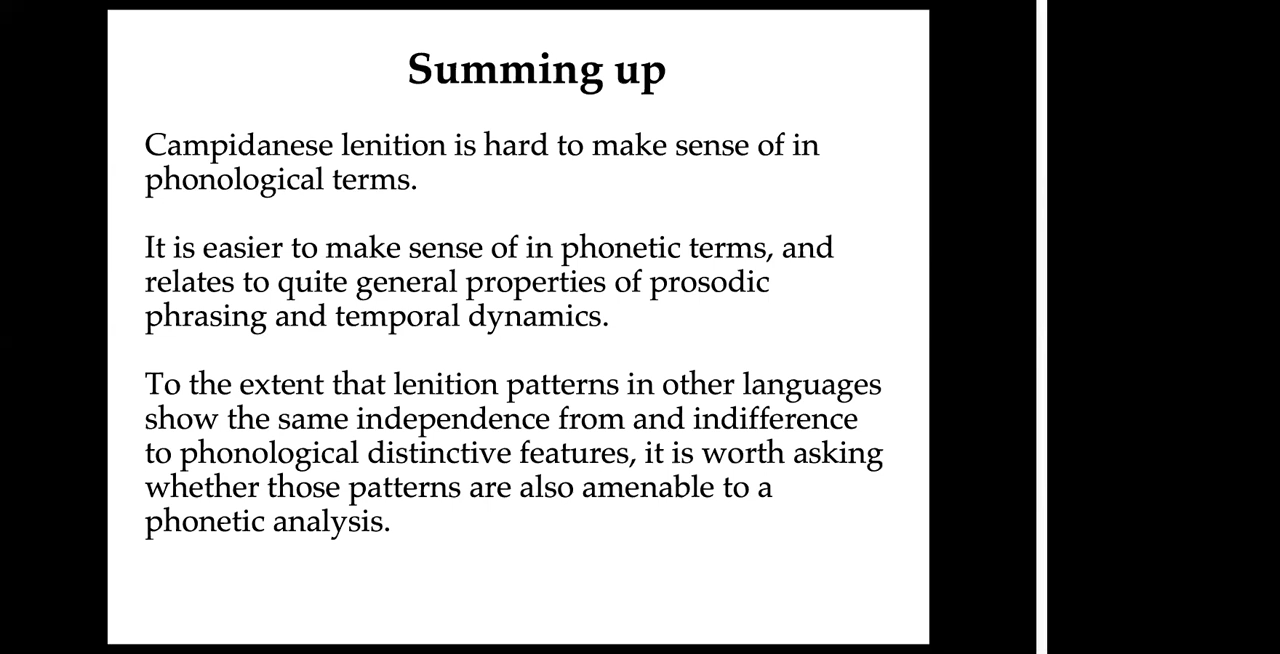 Summing up
Campidanese lenition is hard to make sense of in
phonological terms.
It is easier to make sense of in phonetic terms, and
relates to quite general properties of prosodic
phrasing and temporal dynamics.
To the extent that lenition patterns in other languages
show the same independence from and indifference
to phonological distinctive features, it is worth asking
whether those patterns are also amenable to a
phonetic analysis.